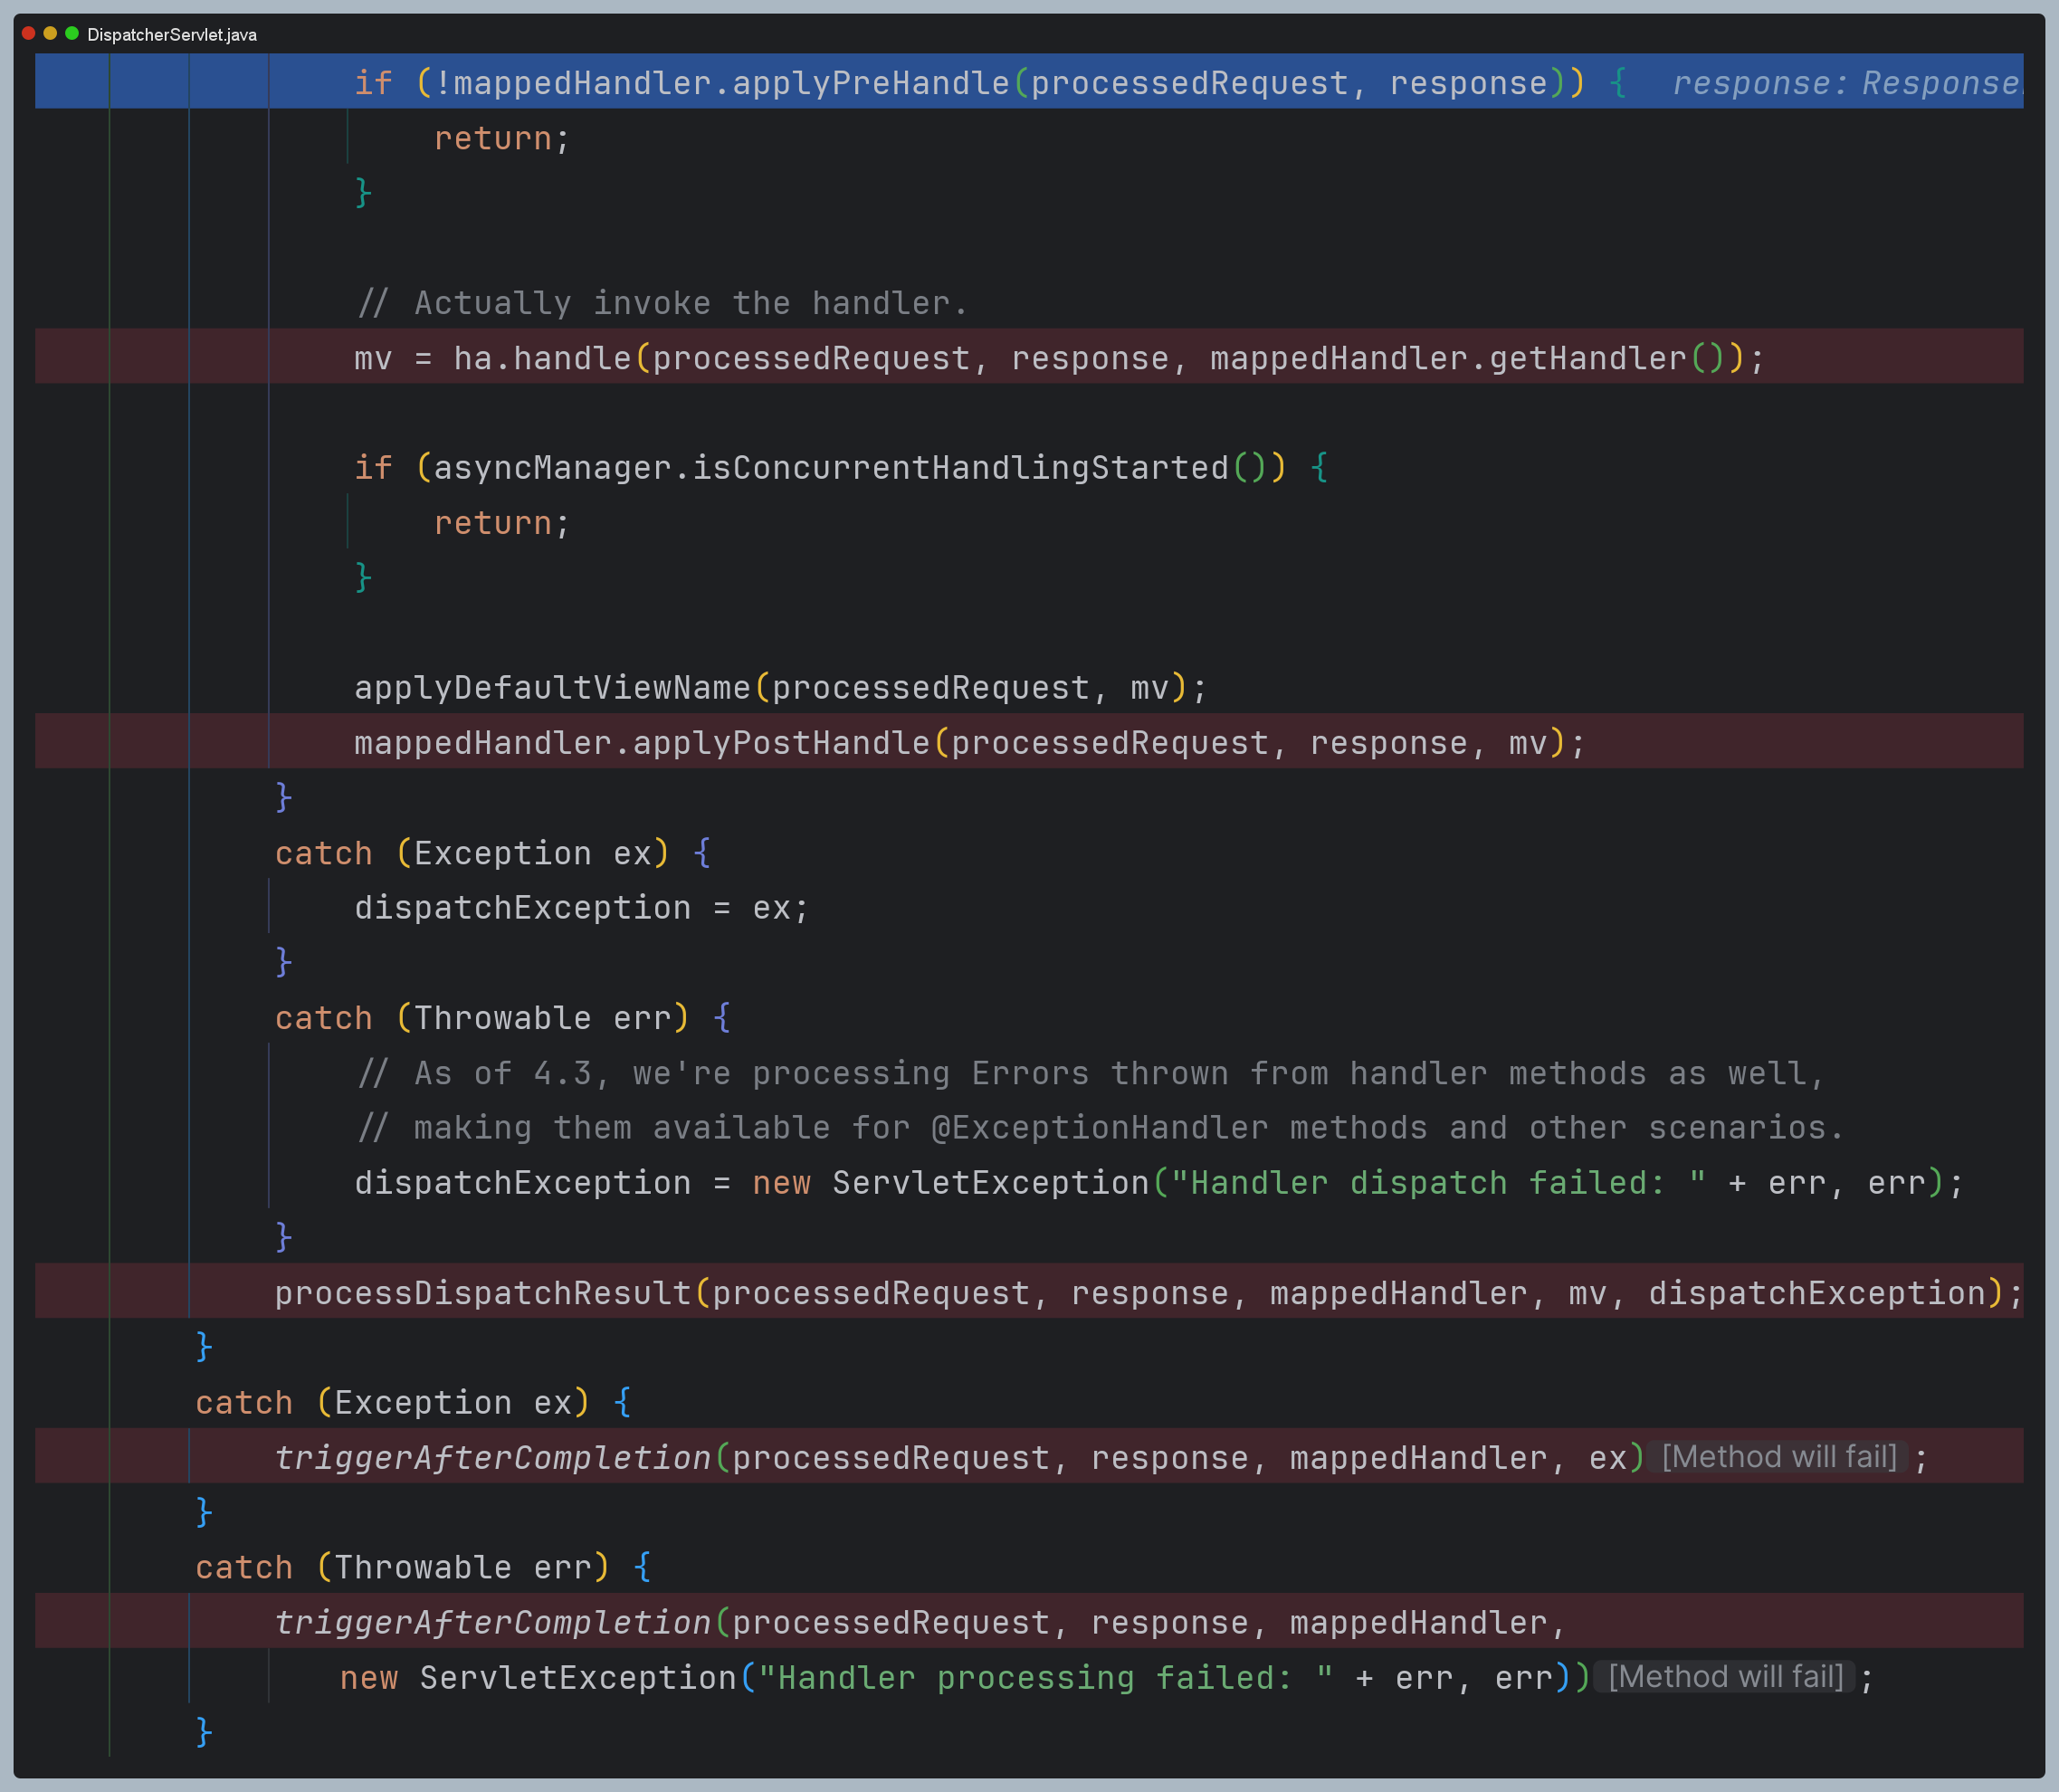 DispatcherServlet.java
if (!mappedHandler.applyPreHandle(processedRequest, response)) {  response: Response
return;
}
// Actually invoke the handler.
mv = ha.handle(processedRequest, response, mappedHandler.getHandler());
if (asyncManager.isConcurrentHandlingStarted()) {
return;
}
applyDefaultViewName(processedRequest, mv);
mappedHandler.applyPostHandle(processedRequest, response, mv);
}
catch (Exception ex) {
dispatchException = ex;
}
catch (Throwable err) {
// As of 4.3, we're processing Errors thrown from handler methods as well,
// making them available for @ExceptionHandler methods and other scenarios.
dispatchException = new ServletException("Handler dispatch failed: " + err, err);
}
processDispatchResult(processedRequest, response, mappedHandler, mv, dispatchException);
}
catch (Exception ex) {
triggerAfterCompletion(processedRequest, response, mappedHandler, ex) [Method will fail] ;
}
catch (Throwable err) {
triggerAfterCompletion(processedRequest, response, mappedHandler,
new ServletException("Handler processing failed: " + err, err)) [Method will fail] ;
}